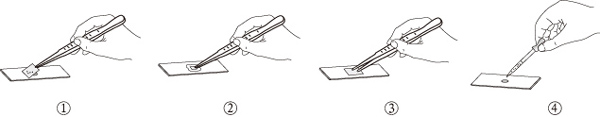 ① ② ③ ④